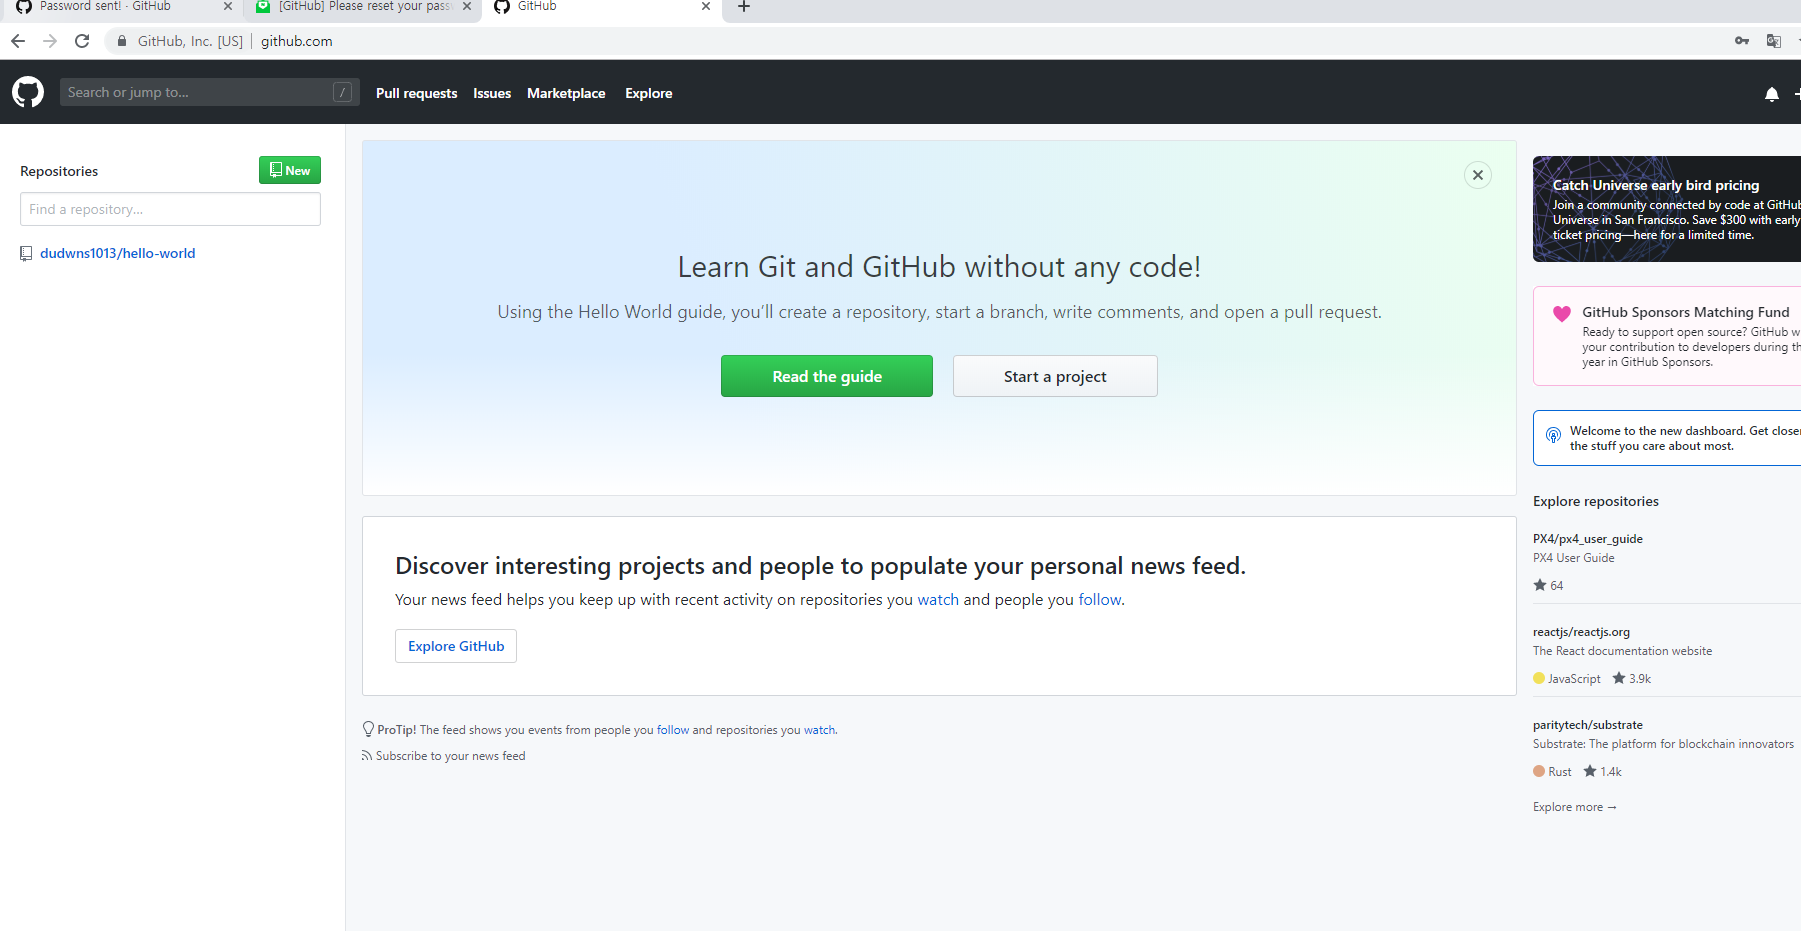 Password sent! · GitHub
[GitHub] Please reset your passw
GitHub
GitHub, Inc. [US] | github.com
Search or jump to... /
Pull requests Issues Marketplace Explore
Repositories
New
Find a repository...
dudwns1013/hello-world
Learn Git and GitHub without any code!
Using the Hello World guide, you’ll create a repository, start a branch, write comments, and open a pull request.
Read the guide
Start a project
Discover interesting projects and people to populate your personal news feed.
Your news feed helps you keep up with recent activity on repositories you watch and people you follow.
Explore GitHub
ProTip! The feed shows you events from people you follow and repositories you watch.
Subscribe to your news feed
Catch Universe early bird pricing
Join a community connected by code at GitHub
Universe in San Francisco. Save $300 with early
ticket pricing—here for a limited time.
GitHub Sponsors Matching Fund
Ready to support open source? GitHub w
your contribution to developers during th
year in GitHub Sponsors.
Welcome to the new dashboard. Get closer
the stuff you care about most.
Explore repositories
PX4/px4_user_guide
PX4 User Guide
64
reactjs/reactjs.org
The React documentation website
JavaScript 3.9k
paritytech/substrate
Substrate: The platform for blockchain innovators
Rust 1.4k
Explore more →